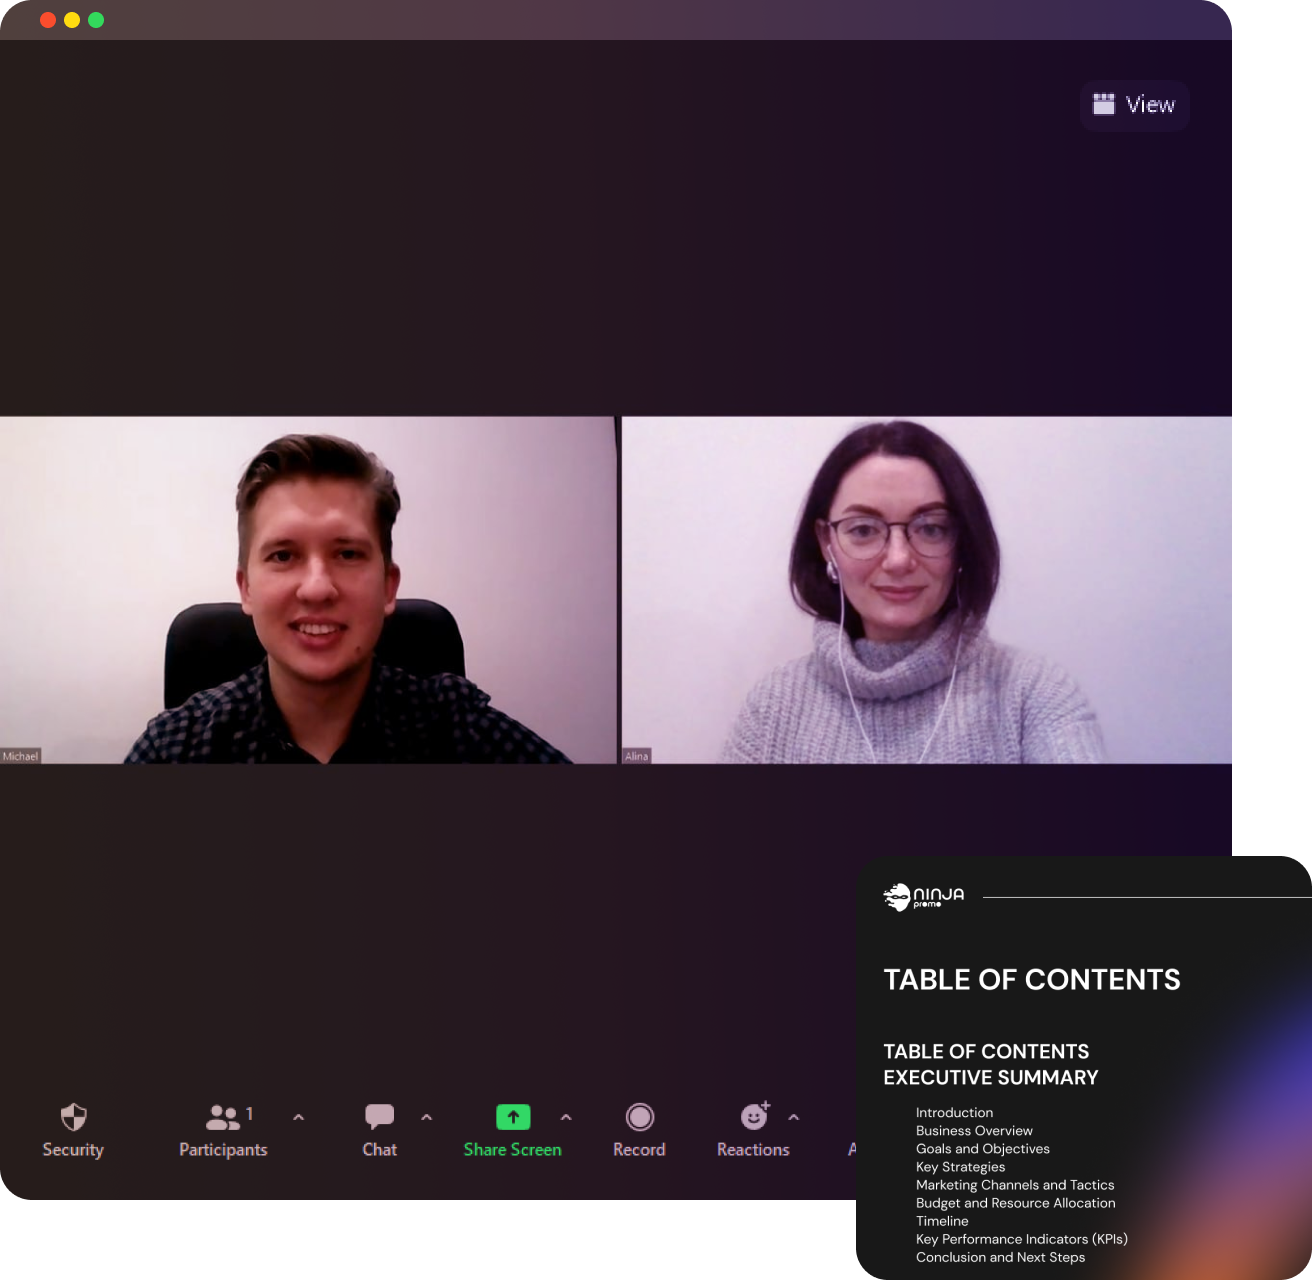 View
Michael
Alina
1
Security
Participants
Chat
Share Screen
Record
Reactions
A
NINJA
promo
TABLE OF CONTENTS
TABLE OF CONTENTS
EXECUTIVE SUMMARY
Introduction
Business Overview
Goals and Objectives
Key Strategies
Marketing Channels and Tactics
Budget and Resource Allocation
Timeline
Key Performance Indicators (KPIs)
Conclusion and Next Steps